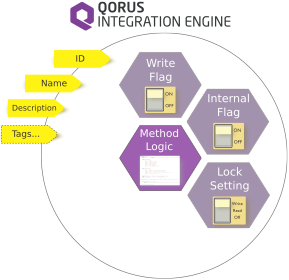 QORUS
INTEGRATION ENGINE
ID
Name
Description
Tags...
Write
Flag
ON
OFF
Internal
Flag
ON
OFF
Method
Logic
Lock
Setting
Write
Read
Off